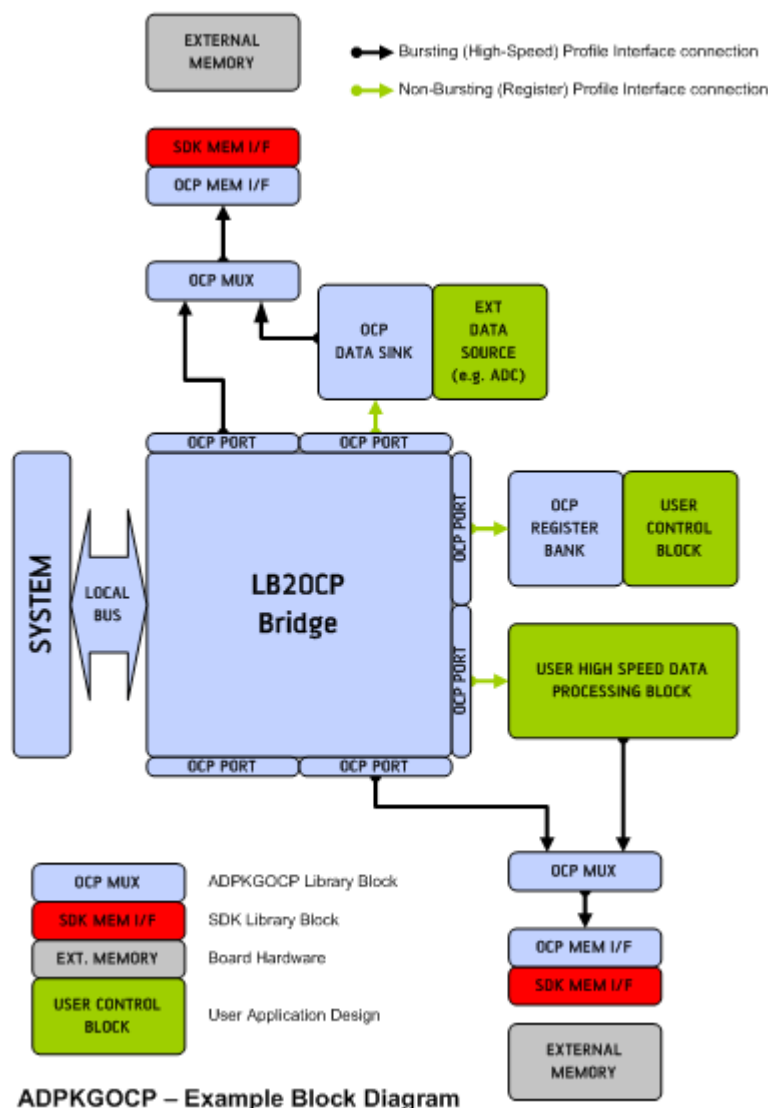 EXTERNAL
MEMORY
Bursting (High-Speed) Profile Interface connection
Non-Bursting (Register) Profile Interface connection
SDK MEM I/F
OCP MEM I/F
OCP MUX
OCP
DATA SINK
EXT
DATA
SOURCE
(e.g. ADC)
OCP PORT
OCP PORT
SYSTEM
LOCAL
BUS
LB2OCP
Bridge
OCP PORT
OCP PORT
OCP
REGISTER
BANK
USER
CONTROL
BLOCK
USER HIGH SPEED DATA
PROCESSING BLOCK
OCP PORT
OCP PORT
OCP MUX
OCP MEM I/F
SDK MEM I/F
EXTERNAL
MEMORY
OCP MUX
ADPKGOCP Library Block
SDK MEM I/F
SDK Library Block
EXT. MEMORY
Board Hardware
USER CONTROL
BLOCK
User Application Design
ADPKGOCP – Example Block Diagram